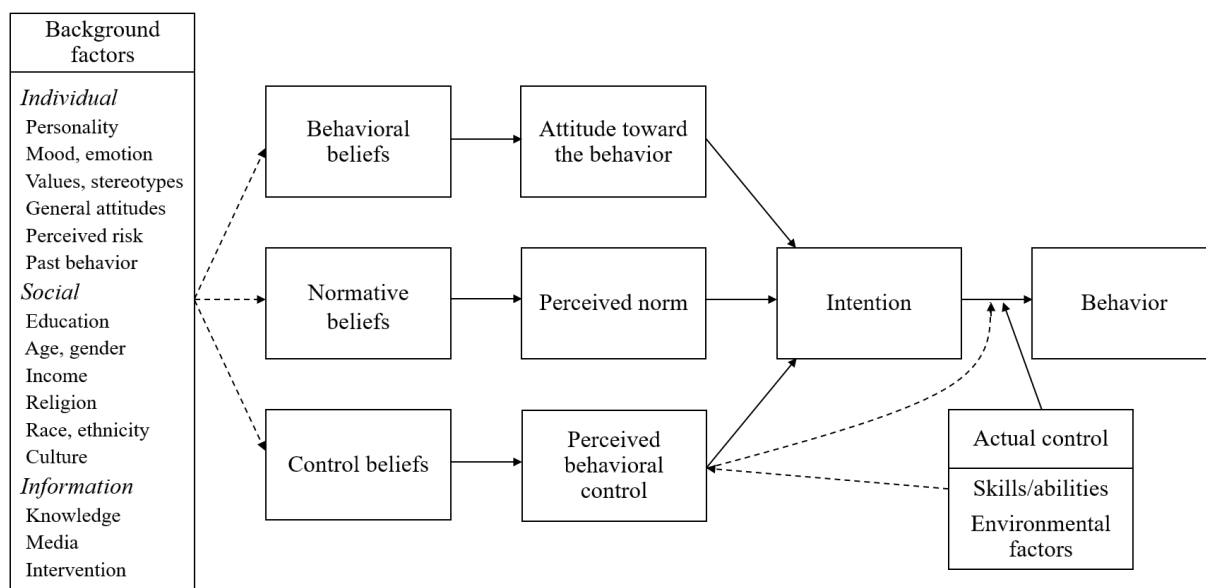 Background
factors
Individual
Personality
Mood, emotion
Values, stereotypes
General attitudes
Perceived risk
Past behavior
Social
Education
Age, gender
Income
Religion
Race, ethnicity
Culture
Information
Knowledge
Media
Intervention
Behavioral
beliefs
Attitude toward
the behavior
Normative
beliefs
Perceived norm
Intention
Behavior
Control beliefs
Perceived
behavioral
control
Actual control
Skills/abilities
Environmental
factors